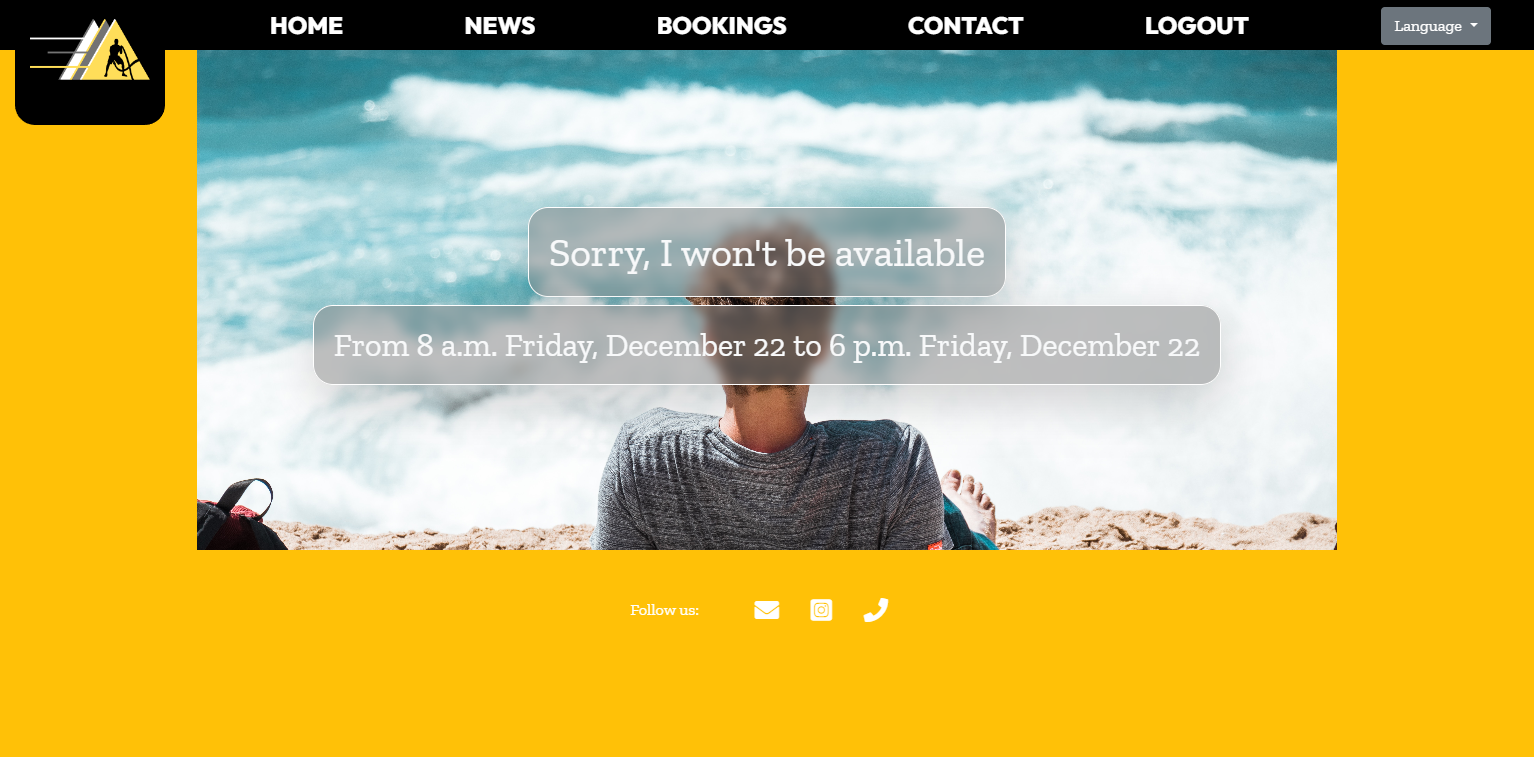 HOME NEWS BOOKINGS CONTACT LOGOUT Language
Sorry, I won't be available
From 8 a.m. Friday, December 22 to 6 p.m. Friday, December 22
Follow us: